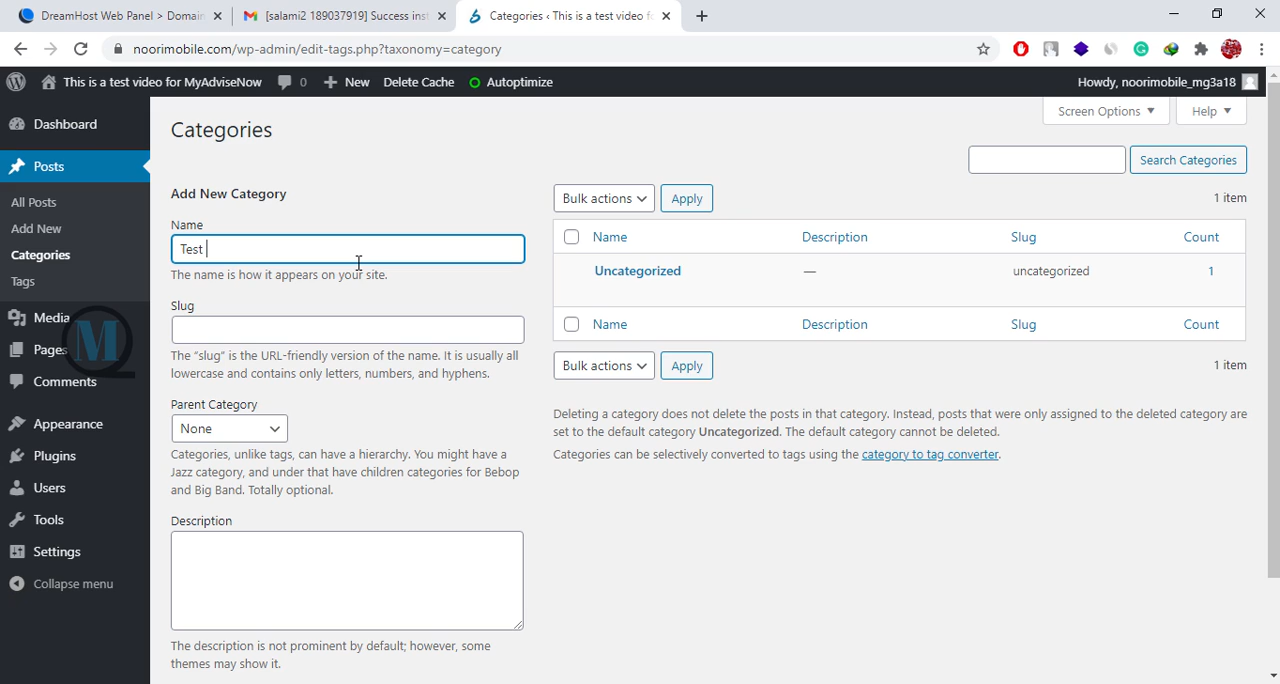 DreamHost Web Panel > Domain
[salami2 189037919] Success inst
Categories ‹ This is a test video fo
noorimobile.com/wp-admin/edit-tags.php?taxonomy=category
This is a test video for MyAdviseNow
0
New
Delete Cache
Autoptimize
Howdy, noorimobile_mg3a18
Screen Options
Help
Dashboard
Posts
All Posts
Add New
Categories
Tags
Media
Pages
Comments
Appearance
Plugins
Users
Tools
Settings
Collapse menu
M
Categories
Search Categories
Add New Category
Name
Test
The name is how it appears on your site.
Slug
The “slug” is the URL-friendly version of the name. It is usually all
lowercase and contains only letters, numbers, and hyphens.
Parent Category
None
Categories, unlike tags, can have a hierarchy. You might have a
Jazz category, and under that have children categories for Bebop
and Big Band. Totally optional.
Description
The description is not prominent by default; however, some
themes may show it.
Bulk actions
Apply
1 item
Name Description Slug Count
Uncategorized — uncategorized 1
Name Description Slug Count
Bulk actions
Apply
1 item
Deleting a category does not delete the posts in that category. Instead, posts that were only assigned to the deleted category are
set to the default category Uncategorized. The default category cannot be deleted.
Categories can be selectively converted to tags using the category to tag converter.